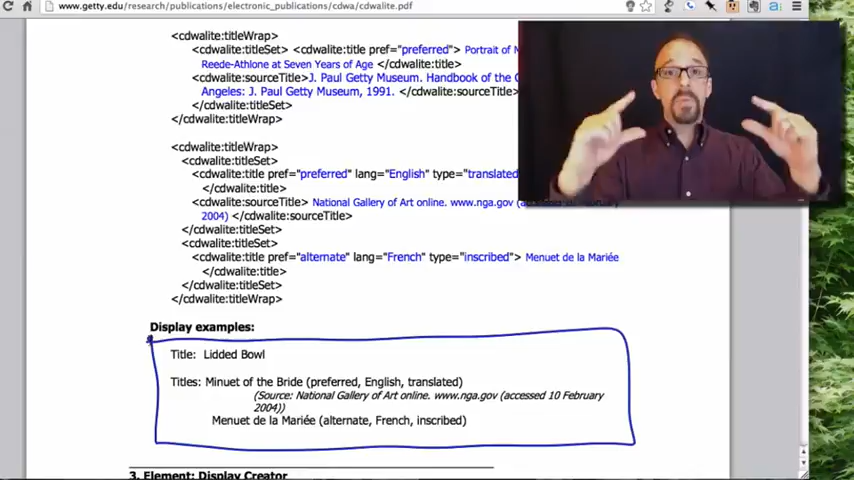 www.getty.edu/research/publications/electronic_publications/cdwa/cdwalite.pdf
<cdwalite:titleWrap>
<cdwalite:titleSet> <cdwalite:title pref="preferred"> Portrait of
Reede-Athlone at Seven Years of Age </cdwalite:title>
<cdwalite:sourceTitle>J. Paul Getty Museum. Handbook of the
Angeles: J. Paul Getty Museum, 1991. </cdwalite:sourceTitle>
</cdwalite:titleSet>
</cdwalite:titleWrap>
<cdwalite:titleWrap>
<cdwalite:titleSet>
<cdwalite:title pref="preferred" lang="English" type="translated
</cdwalite:title>
<cdwalite:sourceTitle> National Gallery of Art online. www.nga.gov
2004) </cdwalite:sourceTitle>
</cdwalite:titleSet>
<cdwalite:titleSet>
<cdwalite:title pref="alternate" lang="French" type="inscribed"> Menuet de la Mariée
</cdwalite:title>
</cdwalite:titleSet>
</cdwalite:titleWrap>
Display examples:
Title: Lidded Bowl
Titles: Minuet of the Bride (preferred, English, translated)
(Source: National Gallery of Art online. www.nga.gov (accessed 10 February
2004))
Menuet de la Mariée (alternate, French, inscribed)
3. Element: Display Creator